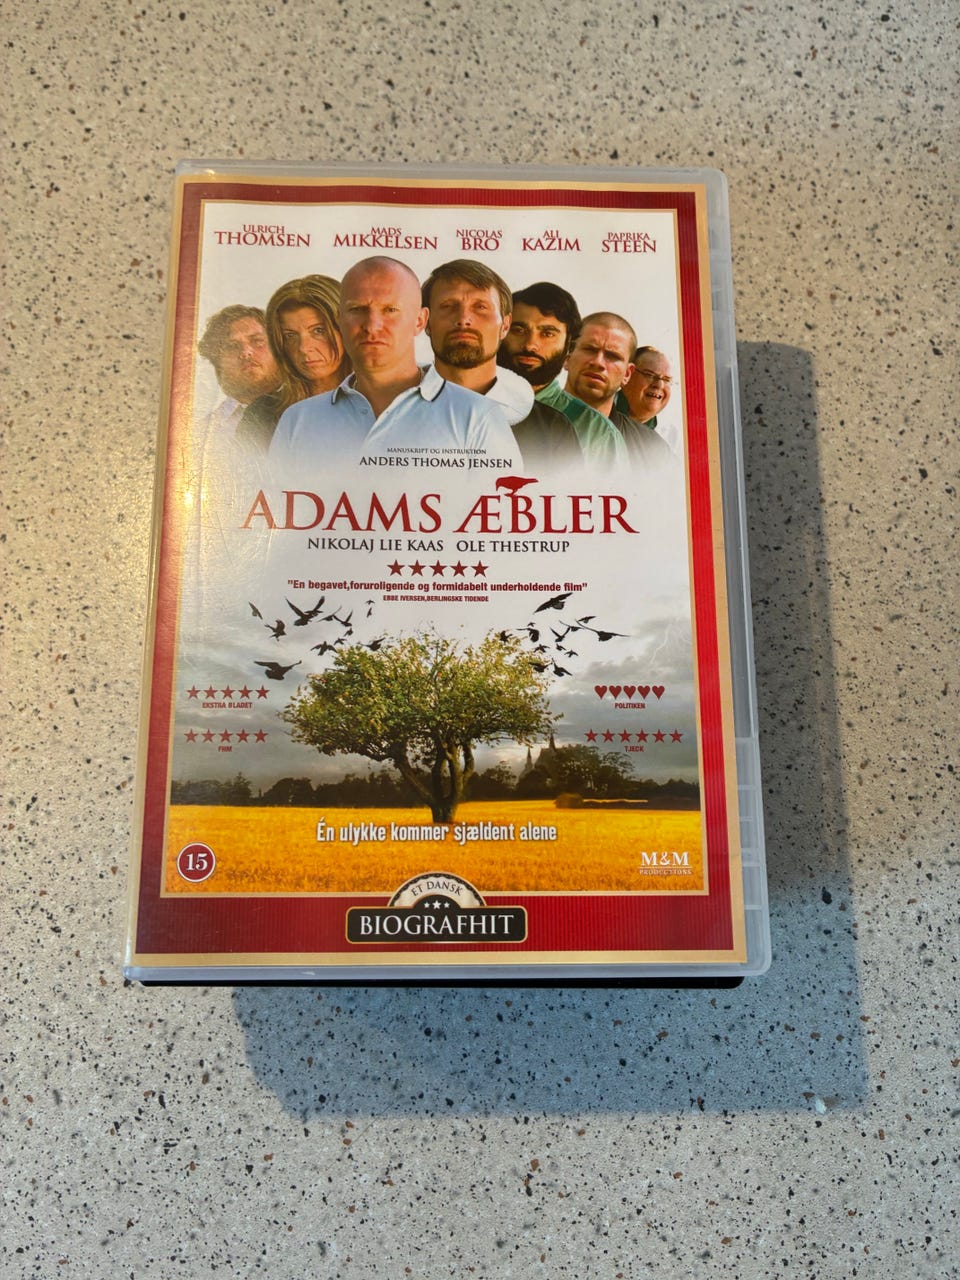 ULRICH THOMSEN
MADS MIKKELSEN
NICOLAS BRO
ALI KAZIM
PAPRIKA STEEN
MANUSKRIPT OG INSTRUKTION
ANDERS THOMAS JENSEN
ADAMS ÆBLER
NIKOLAJ LIE KAAS OLE THESTRUP
★★★★★
"En begavet,foruroligende og formidabelt underholdende film"
EBBE IVERSEN,BERLINGSKE TIDENDE
★★★★★
EKSTRA BLADET
♥♥♥♥♥
POLITIKEN
★★★★★
FHM
★★★★★★
TJECK
Én ulykke kommer sjældent alene
15
M&M
PRODUCTIONS
ET DANSK
★★★
BIOGRAFHIT